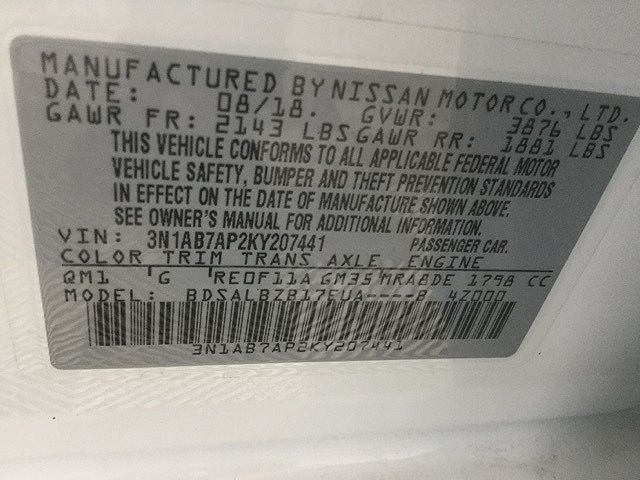 MANUFACTURED BY NISSAN MOTOR CO., LTD.
DATE: 08/18. GVWR: 3876 LBS
GAWR FR: 2143 LBS GAWR RR: 1881 LBS
THIS VEHICLE CONFORMS TO ALL APPLICABLE FEDERAL MOTOR
VEHICLE SAFETY, BUMPER AND THEFT PREVENTION STANDARDS
IN EFFECT ON THE DATE OF MANUFACTURE SHOWN ABOVE.
SEE OWNER'S MANUAL FOR ADDITIONAL INFORMATION.
VIN: 3N1AB7AP2KY207441 PASSENGER CAR.
COLOR TRIM TRANS AXLE ENGINE
QM1 G RE0F11A GM35 MRA8DE 1798 CC
MODEL: BDSALBZB17EUA----B 4Z000
3N1AB7AP2KY207441